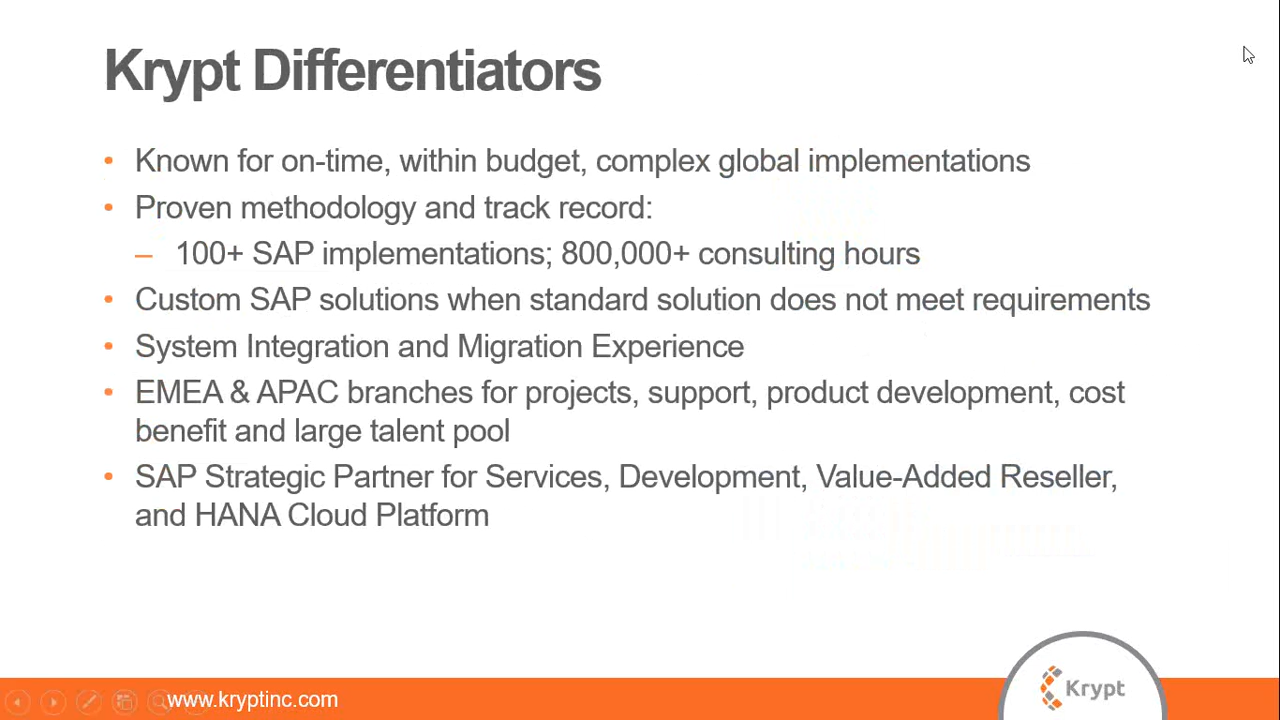 Krypt Differentiators
• Known for on-time, within budget, complex global implementations
• Proven methodology and track record:
– 100+ SAP implementations; 800,000+ consulting hours
• Custom SAP solutions when standard solution does not meet requirements
• System Integration and Migration Experience
• EMEA & APAC branches for projects, support, product development, cost
benefit and large talent pool
• SAP Strategic Partner for Services, Development, Value-Added Reseller,
and HANA Cloud Platform
www.kryptinc.com
Krypt